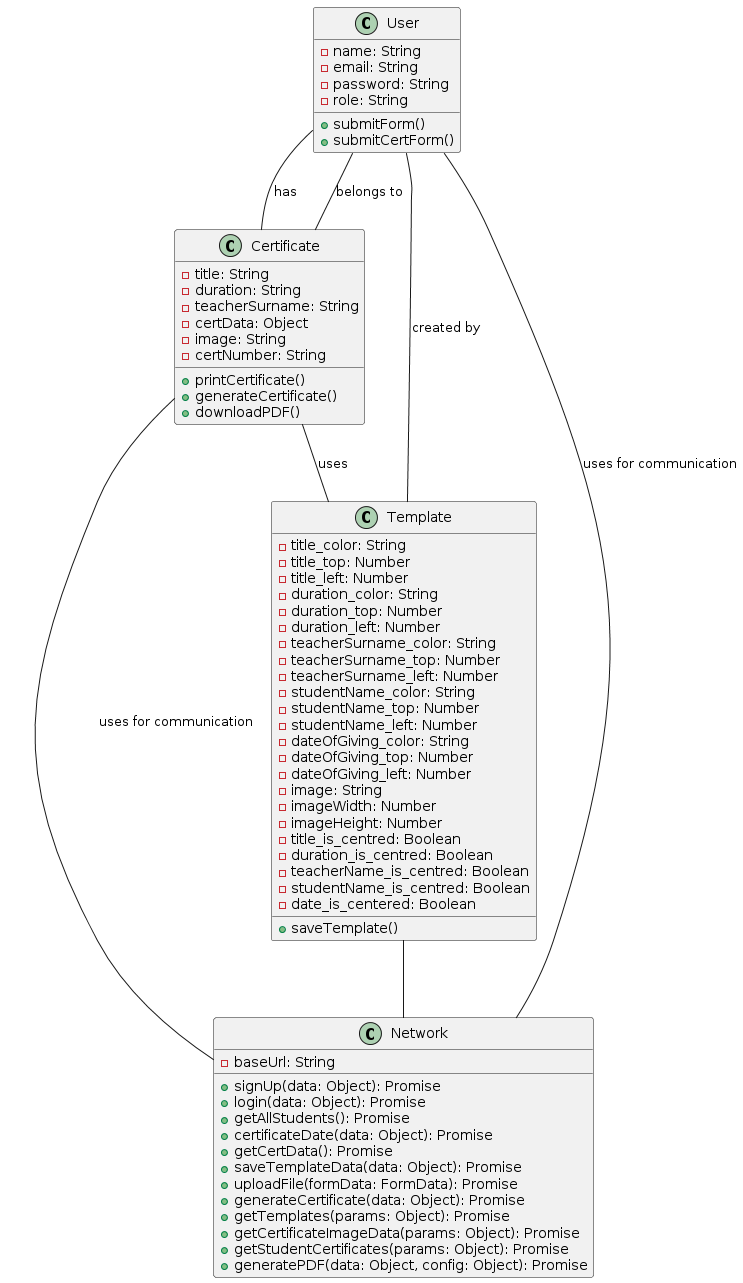 C User
name: String
email: String
password: String
role: String
submitForm()
submitCertForm()
has
belongs to
C Certificate
title: String
duration: String
teacherSurname: String
certData: Object
image: String
certNumber: String
printCertificate()
generateCertificate()
downloadPDF()
created by
uses
uses for communication
C Template
title_color: String
title_top: Number
title_left: Number
duration_color: String
duration_top: Number
duration_left: Number
teacherSurname_color: String
teacherSurname_top: Number
teacherSurname_left: Number
studentName_color: String
studentName_top: Number
studentName_left: Number
dateOfGiving_color: String
dateOfGiving_top: Number
dateOfGiving_left: Number
image: String
imageWidth: Number
imageHeight: Number
title_is_centred: Boolean
duration_is_centred: Boolean
teacherName_is_centred: Boolean
studentName_is_centred: Boolean
date_is_centered: Boolean
saveTemplate()
uses for communication
C Network
baseUrl: String
signUp(data: Object): Promise
login(data: Object): Promise
getAllStudents(): Promise
certificateDate(data: Object): Promise
getCertData(): Promise
saveTemplateData(data: Object): Promise
uploadFile(formData: FormData): Promise
generateCertificate(data: Object): Promise
getTemplates(params: Object): Promise
getCertificateImageData(params: Object): Promise
getStudentCertificates(params: Object): Promise
generatePDF(data: Object, config: Object): Promise